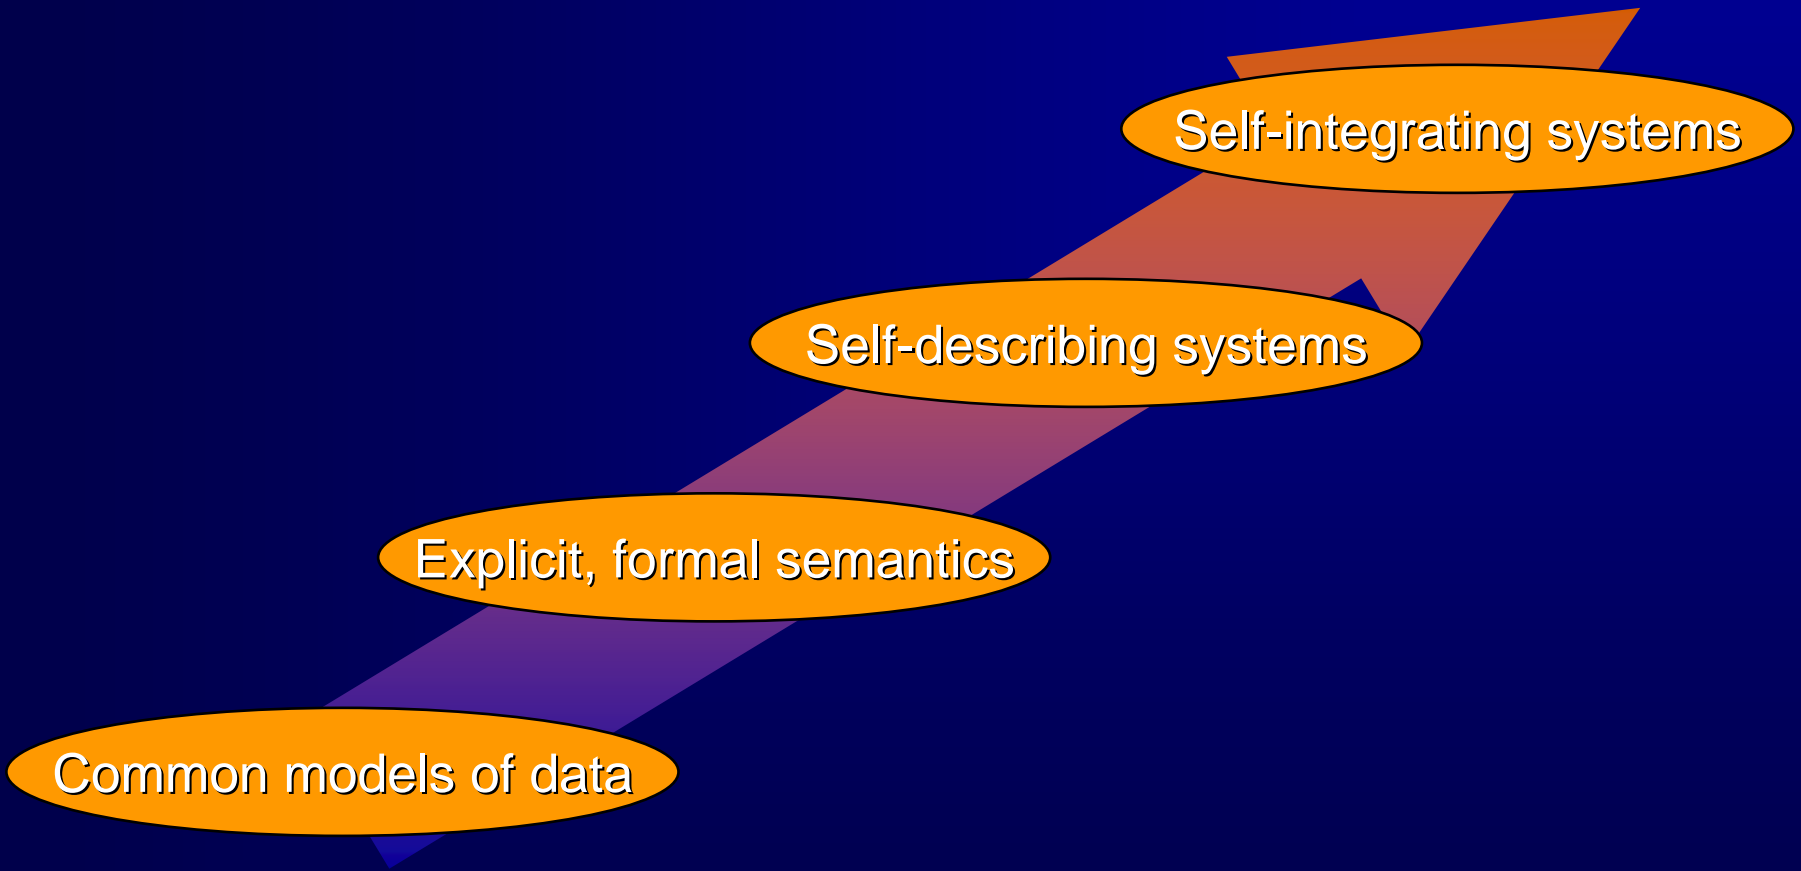 Self-integrating systems
Self-describing systems
Explicit, formal semantics
Common models of data